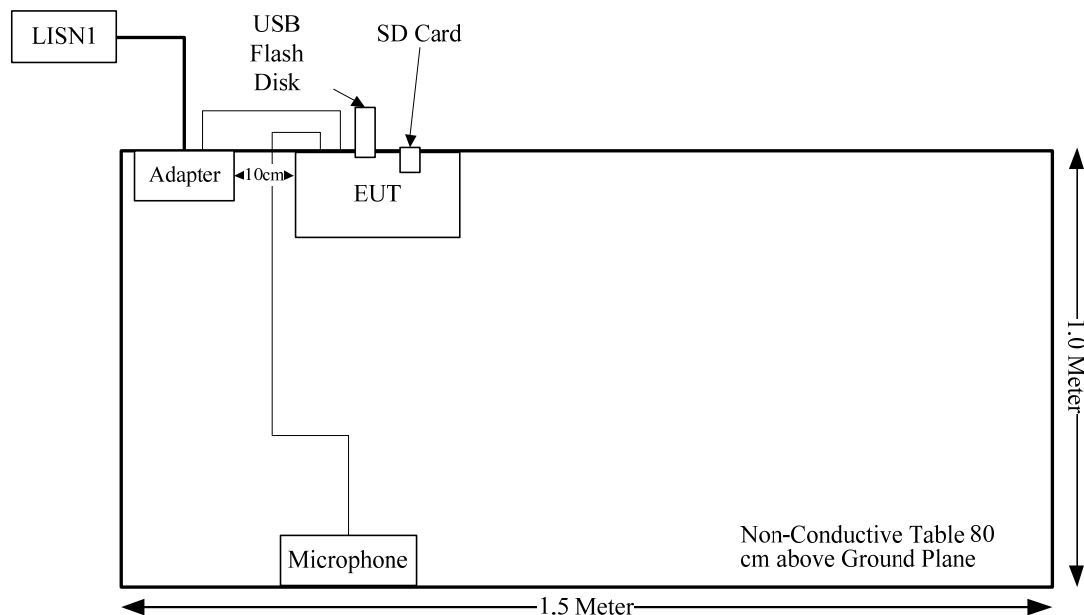 LISN1
USB
Flash
Disk
SD Card
Adapter
10cm
EUT
1.0 Meter
Microphone
Non-Conductive Table 80
cm above Ground Plane
1.5 Meter